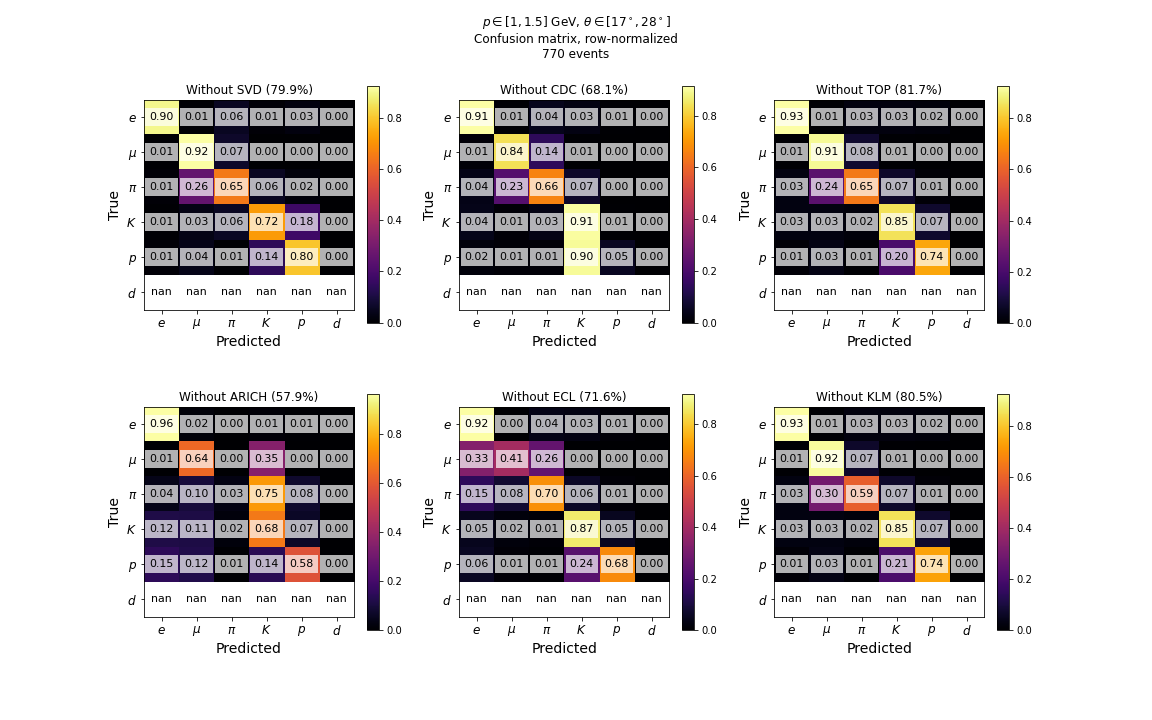 p ∈ [1, 1.5] GeV, θ ∈ [17°, 28°]
Confusion matrix, row-normalized
770 events
Without SVD (79.9%)
True
e 0.90 0.01 0.06 0.01 0.03 0.00
μ 0.01 0.92 0.07 0.00 0.00 0.00
π 0.01 0.26 0.65 0.06 0.02 0.00
K 0.01 0.03 0.06 0.72 0.18 0.00
p 0.01 0.04 0.01 0.14 0.80 0.00
d nan nan nan nan nan nan
e μ π K p d
Predicted
0.8
0.6
0.4
0.2
0.0
Without CDC (68.1%)
True
e 0.91 0.01 0.04 0.03 0.01 0.00
μ 0.01 0.84 0.14 0.01 0.00 0.00
π 0.04 0.23 0.66 0.07 0.00 0.00
K 0.04 0.01 0.03 0.91 0.01 0.00
p 0.02 0.01 0.01 0.90 0.05 0.00
d nan nan nan nan nan nan
e μ π K p d
Predicted
0.8
0.6
0.4
0.2
0.0
Without TOP (81.7%)
True
e 0.93 0.01 0.03 0.03 0.02 0.00
μ 0.01 0.91 0.08 0.01 0.00 0.00
π 0.03 0.24 0.65 0.07 0.01 0.00
K 0.03 0.03 0.02 0.85 0.07 0.00
p 0.01 0.03 0.01 0.20 0.74 0.00
d nan nan nan nan nan nan
e μ π K p d
Predicted
0.8
0.6
0.4
0.2
0.0
Without ARICH (57.9%)
True
e 0.96 0.02 0.00 0.01 0.01 0.00
μ 0.01 0.64 0.00 0.35 0.00 0.00
π 0.04 0.10 0.03 0.75 0.08 0.00
K 0.12 0.11 0.02 0.68 0.07 0.00
p 0.15 0.12 0.01 0.14 0.58 0.00
d nan nan nan nan nan nan
e μ π K p d
Predicted
0.8
0.6
0.4
0.2
0.0
Without ECL (71.6%)
True
e 0.92 0.00 0.04 0.03 0.01 0.00
μ 0.33 0.41 0.26 0.00 0.00 0.00
π 0.15 0.08 0.70 0.06 0.01 0.00
K 0.05 0.02 0.01 0.87 0.05 0.00
p 0.06 0.01 0.01 0.24 0.68 0.00
d nan nan nan nan nan nan
e μ π K p d
Predicted
0.8
0.6
0.4
0.2
0.0
Without KLM (80.5%)
True
e 0.93 0.01 0.03 0.03 0.02 0.00
μ 0.01 0.92 0.07 0.01 0.00 0.00
π 0.03 0.30 0.59 0.07 0.01 0.00
K 0.03 0.03 0.02 0.85 0.07 0.00
p 0.01 0.03 0.01 0.21 0.74 0.00
d nan nan nan nan nan nan
e μ π K p d
Predicted
0.8
0.6
0.4
0.2
0.0